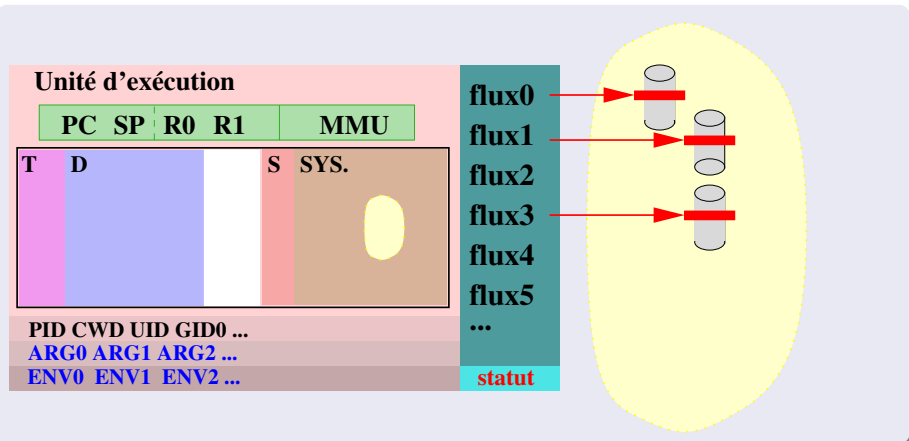 Unité d'exécution
PC SP R0 R1 MMU
T D S SYS.
PID CWD UID GID0 ...
ARG0 ARG1 ARG2 ...
ENV0 ENV1 ENV2 ...
flux0
flux1
flux2
flux3
flux4
flux5
...
statut